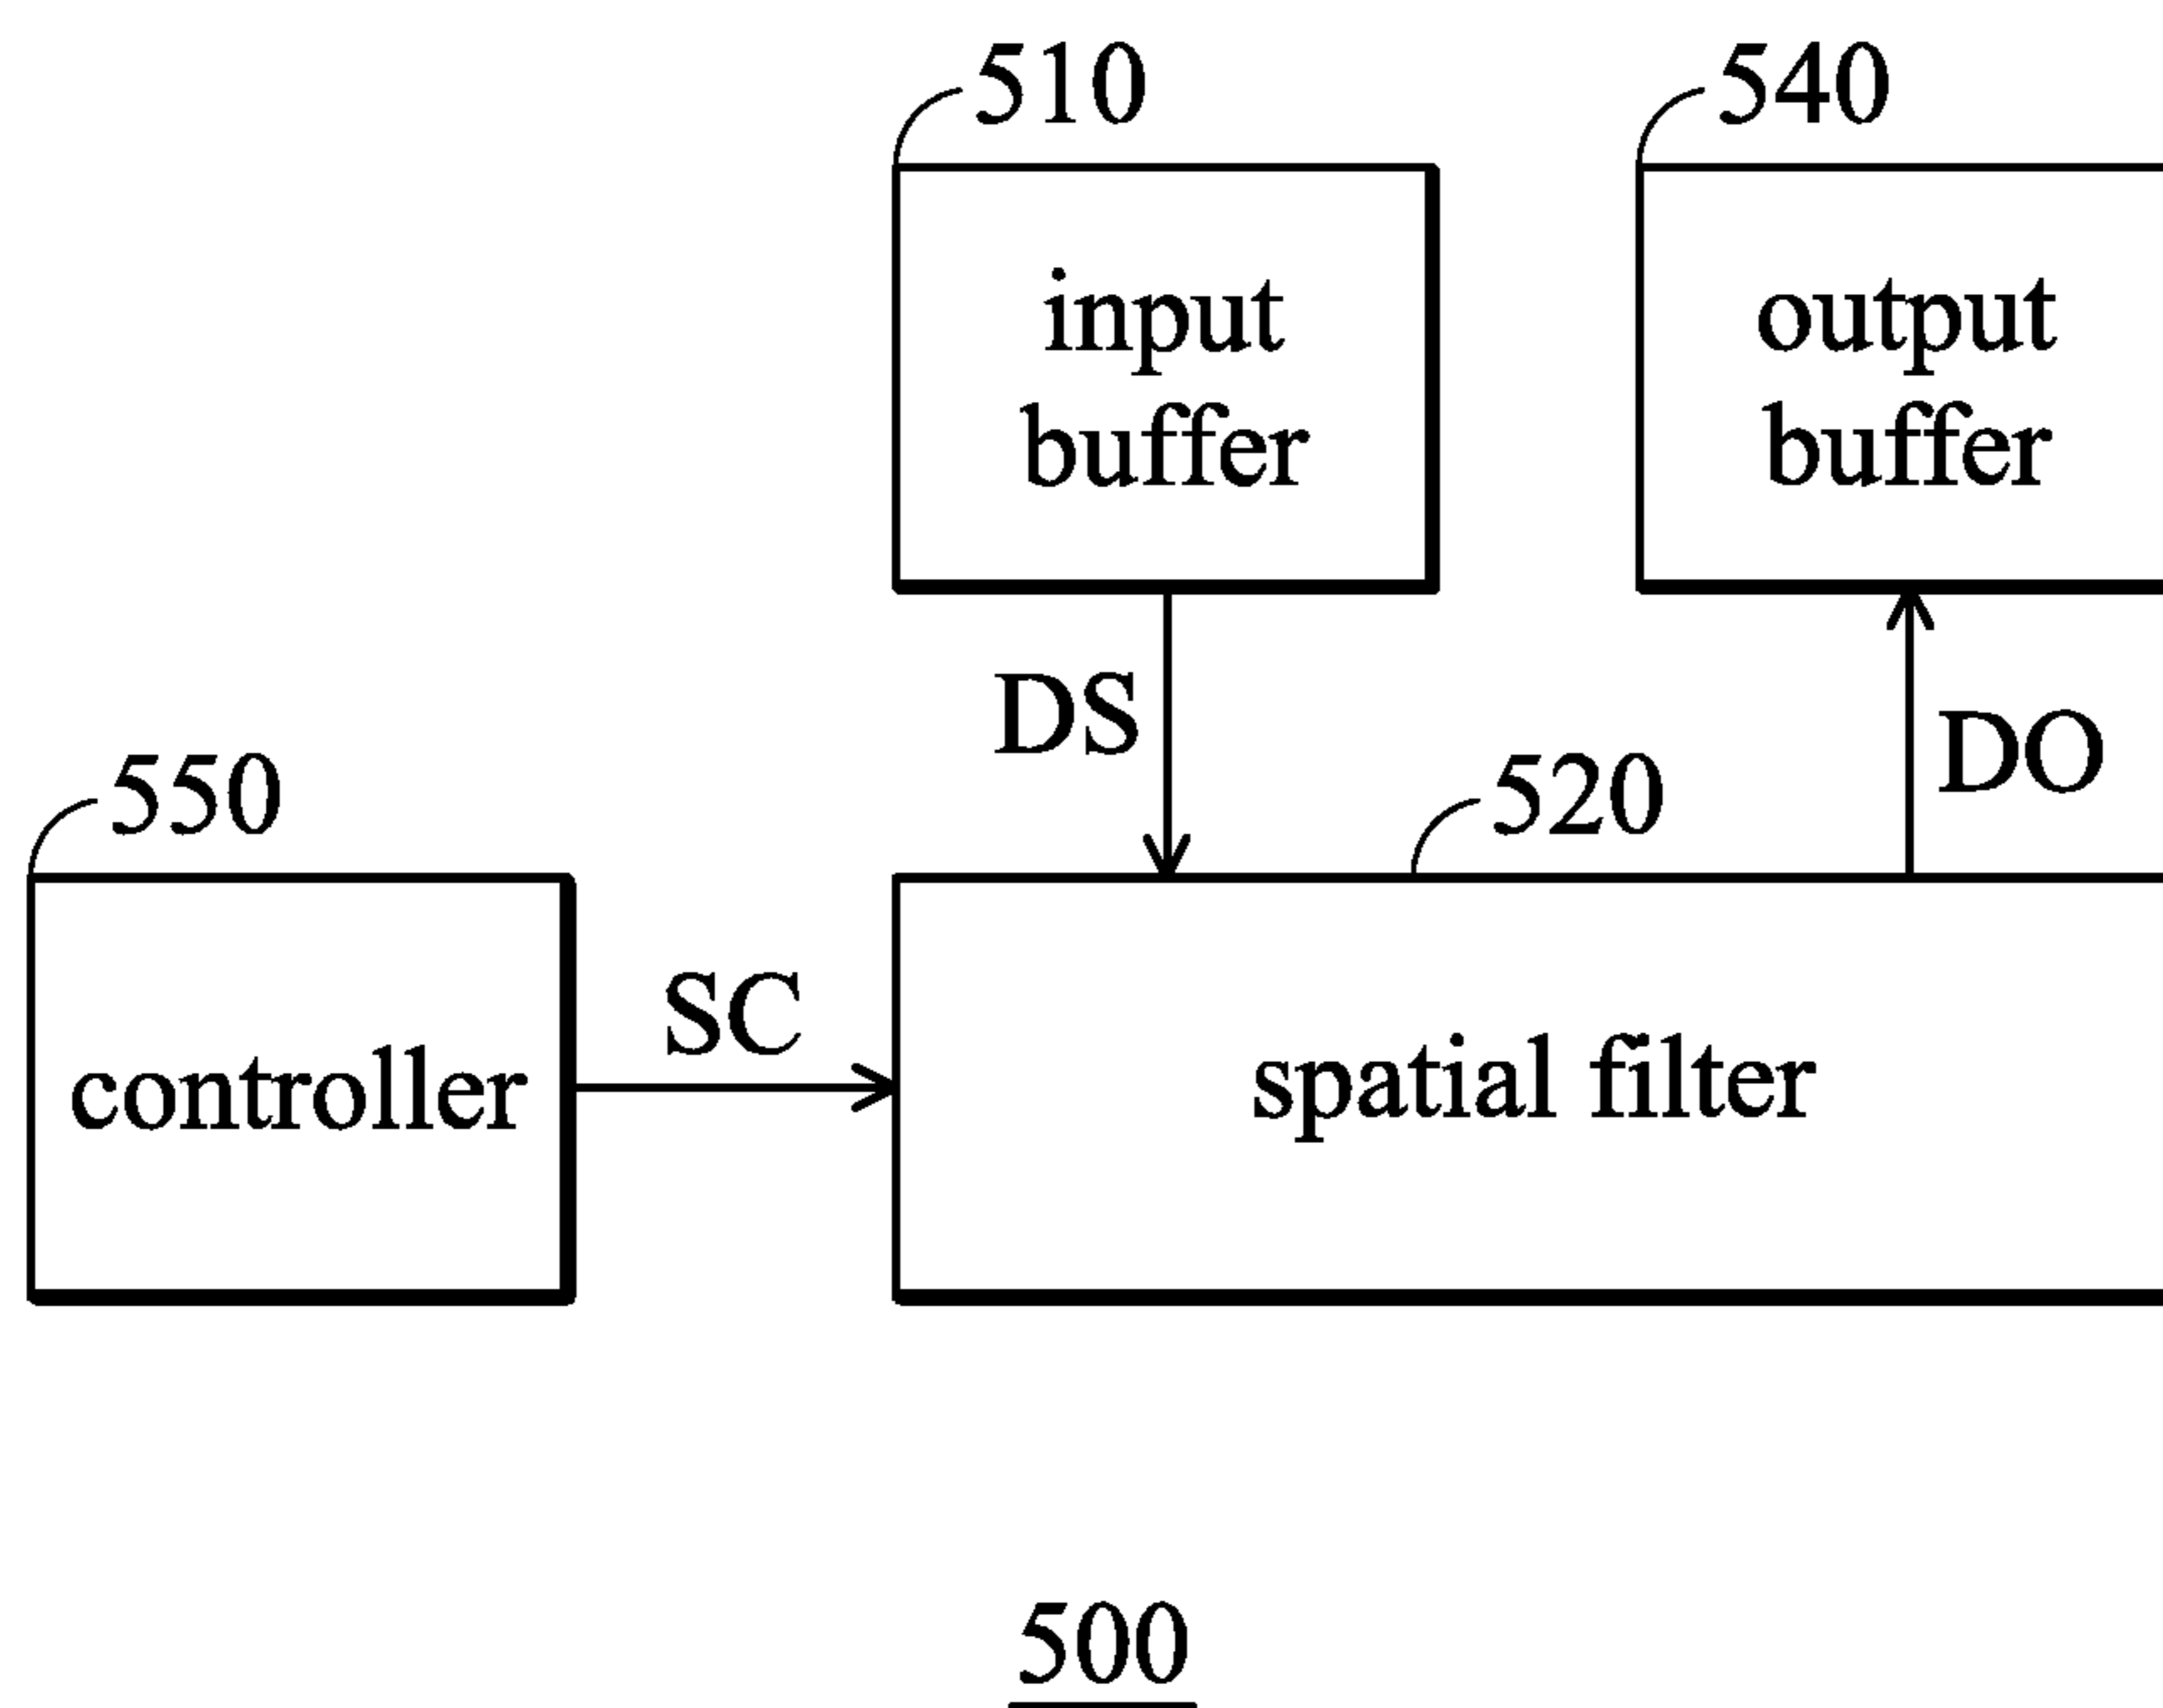 510
540
input
buffer
output
buffer
DS
DO
550
520
SC
controller
spatial filter
500